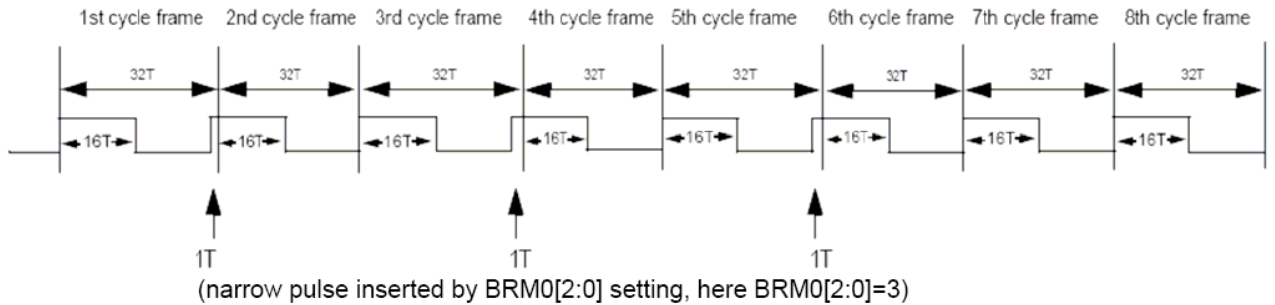 1st cycle frame 2nd cycle frame 3rd cycle frame 4th cycle frame 5th cycle frame 6th cycle frame 7th cycle frame 8th cycle frame
32T 32T 32T 32T 32T 32T 32T 32T
16T 16T 16T 16T 16T 16T 16T 16T
1T 1T 1T
(narrow pulse inserted by BRM0[2:0] setting, here BRM0[2:0]=3)